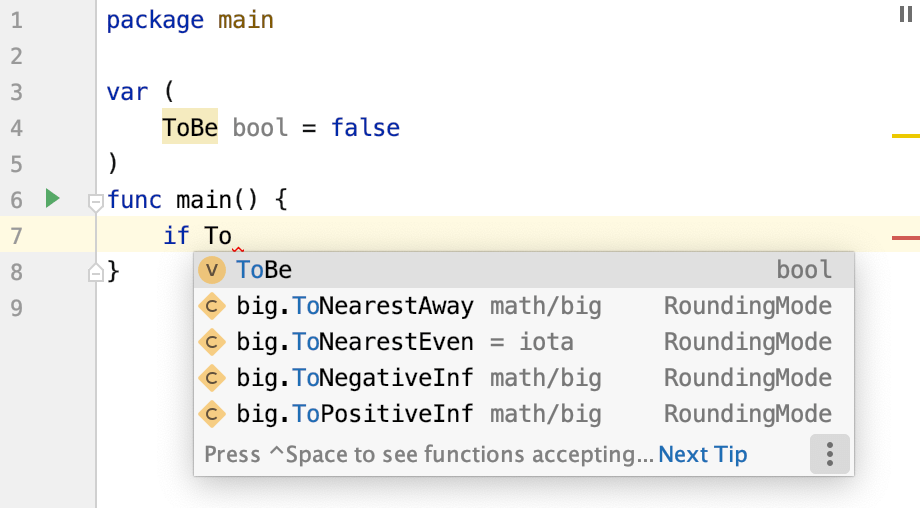 1 package main
2
3 var (
4 ToBe bool = false
5 )
6 func main() {
7 if To
V ToBe bool
8 }
C big.ToNearestAway math/big RoundingMode
9
C big.ToNearestEven = iota RoundingMode
C big.ToNegativeInf math/big RoundingMode
C big.ToPositiveInf math/big RoundingMode
Press ^Space to see functions accepting... Next Tip